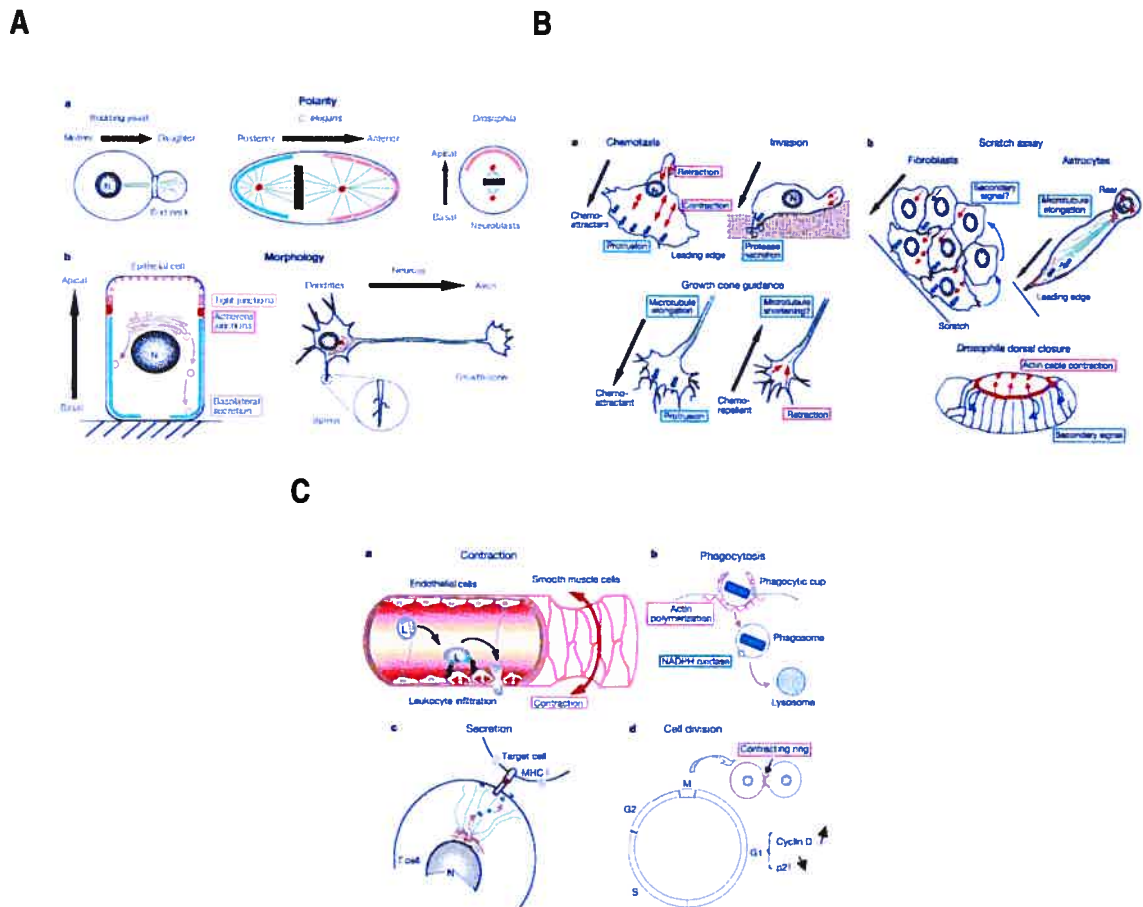 A
a
Polarity
Budding yeast
Mother
Daughter
N
Bud neck
C. elegans
Posterior
Anterior
Drosophila
Apical
Basal
Neuroblasts
b
Morphology
Epithelial cell
Apical
Basal
N
Tight junctions
Adherens
junctions
Basolateral
secretion
Neurons
Dendrites
Axon
Growth cone
Spines
B
a
Chemotaxis
N
Retraction
Contraction
Chemo-
attractant
Protrusion
Leading edge
Invasion
N
Protease
secretion
Growth cone guidance
Microtubule
elongation
Chemo-
attractant
Protrusion
Microtubule
shortening?
Chemo-
repellent
Retraction
b
Scratch assay
Fibroblasts
Secondary
signal?
Scratch
Astrocytes
Rear
Microtubule
elongation
Leading edge
Drosophila dorsal closure
Actin cable contraction
Secondary signal
C
a
Contraction
Endothelial cells
Smooth muscle cells
L
L
Leukocyte infiltration
Contraction
b
Phagocytosis
Phagocytic cup
Actin
polymerization
Phagosome
NADPH oxidase
Lysosome
c
Secretion
Target cell
MHC
T cell
N
d
Cell division
Contracting ring
M
G2
G1
Cyclin D
p21
S